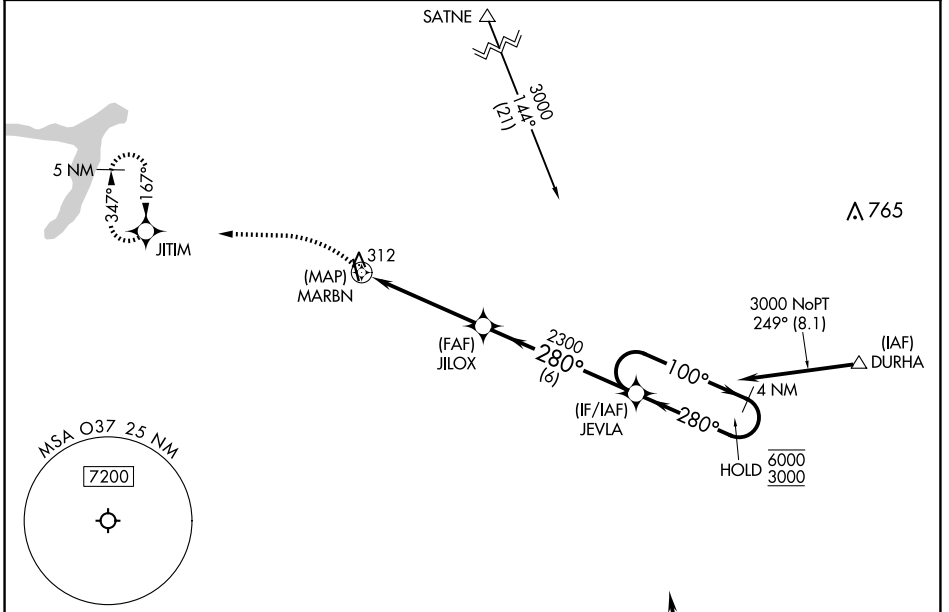 SATNE
3000
144°
(21)
5 NM
347°
167°
JITIM
765
312
(MAP)
MARBN
3000 NoPT
249° (8.1)
(IAF)
DURHA
(FAF)
JILOX
2300
280°
(6)
100°
4 NM
(IF/IAF)
JEVLA
280°
HOLD
6000
3000
MSA O37 25 NM
7200